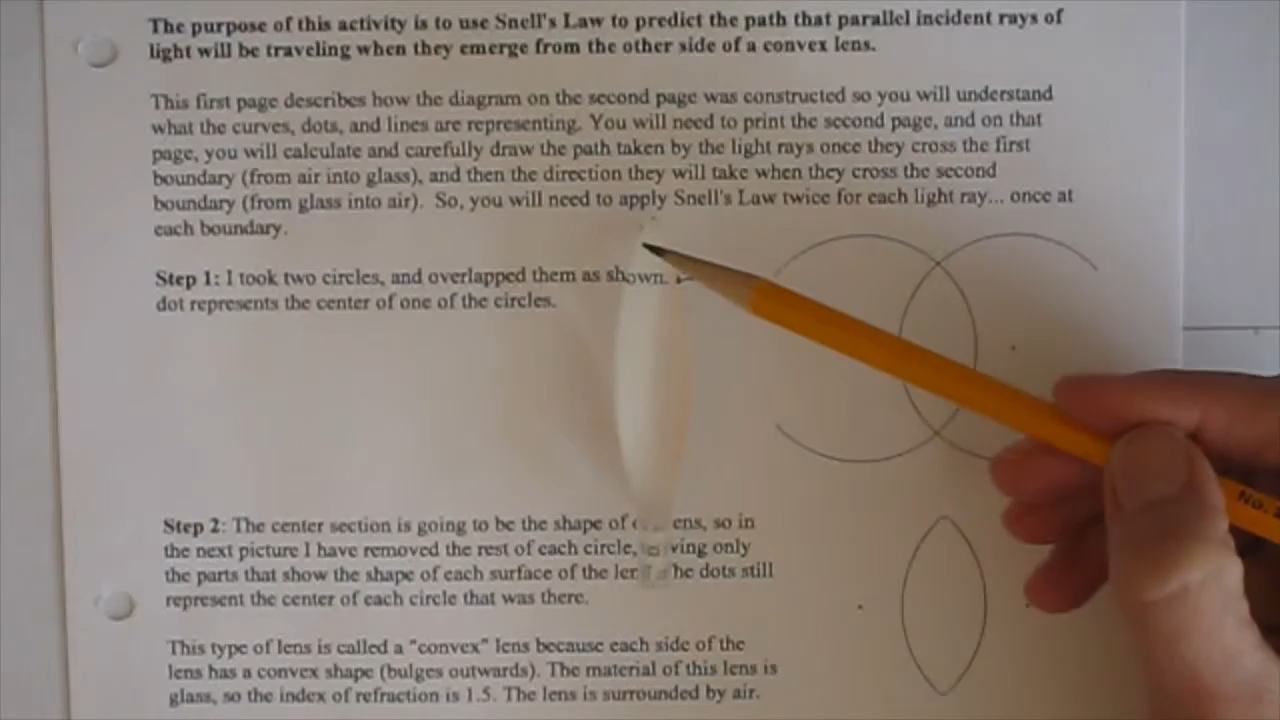 The purpose of this activity is to use Snell's Law to predict the path that parallel incident rays of
light will be traveling when they emerge from the other side of a convex lens.
This first page describes how the diagram on the second page was constructed so you will understand
what the curves, dots, and lines are representing. You will need to print the second page, and on that
page, you will calculate and carefully draw the path taken by the light rays once they cross the first
boundary (from air into glass), and then the direction they will take when they cross the second
boundary (from glass into air). So, you will need to apply Snell's Law twice for each light ray... once at
each boundary.
Step 1: I took two circles, and overlapped them as shown.
dot represents the center of one of the circles.
Step 2: The center section is going to be the shape of ens, so in
the next picture I have removed the rest of each circle, ving only
the parts that show the shape of each surface of the ler he dots still
represent the center of each circle that was there.
This type of lens is called a "convex" lens because each side of the
lens has a convex shape (bulges outwards). The material of this lens is
glass, so the index of refraction is 1.5. The lens is surrounded by air.
No.